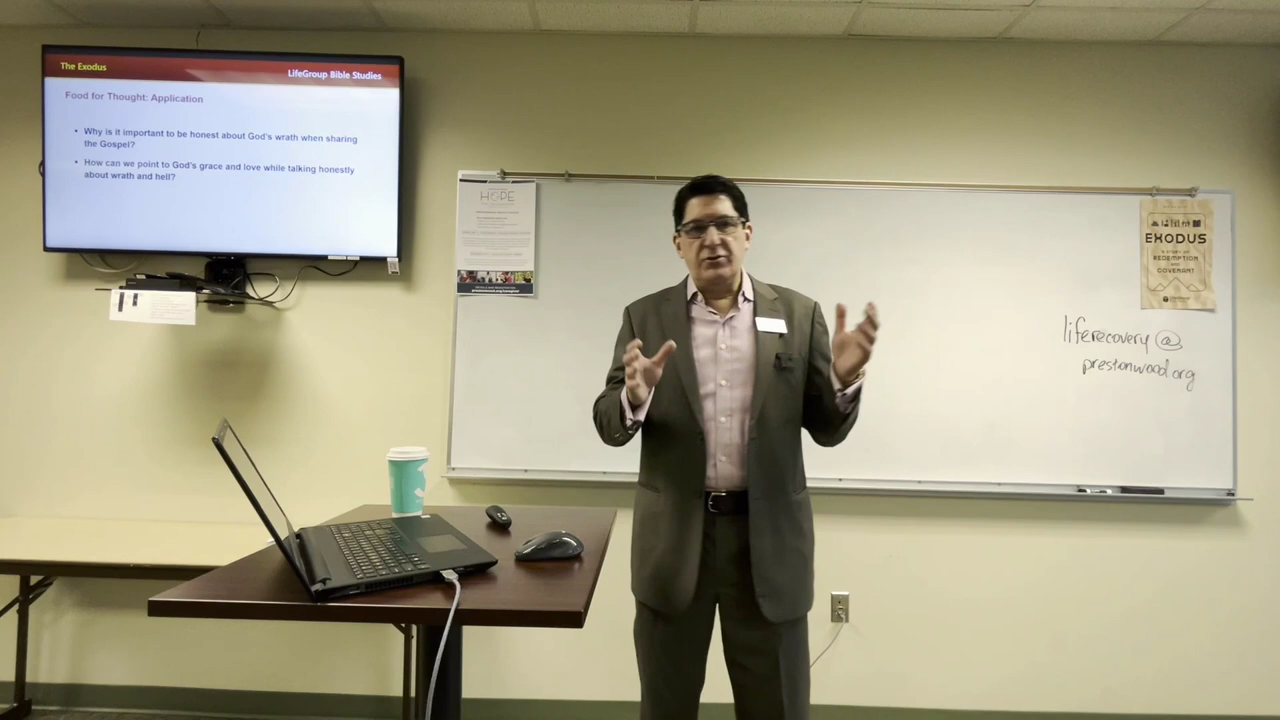 The Exodus
LifeGroup Bible Studies
Food for Thought: Application
• Why is it important to be honest about God's wrath when sharing
the Gospel?
• How can we point to God's grace and love while talking honestly
about wrath and hell?
HOPE
EXODUS
A STORY OF
REDEMPTION
AND
COVENANT
liferecovery@
prestonwood.org